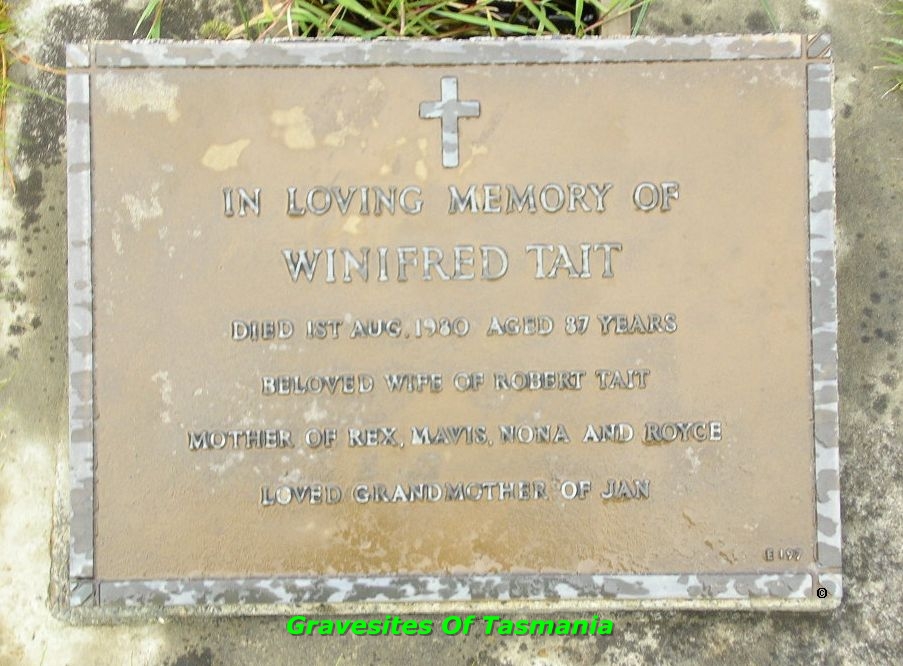 IN LOVING MEMORY OF
WINIFRED TAIT
DIED 1ST AUG. 1980 AGED 87 YEARS
BELOVED WIFE OF ROBERT TAIT
MOTHER OF REX, MAVIS, NONA AND ROYCE
LOVED GRANDMOTHER OF JAN
E 197
©
Gravesites Of Tasmania